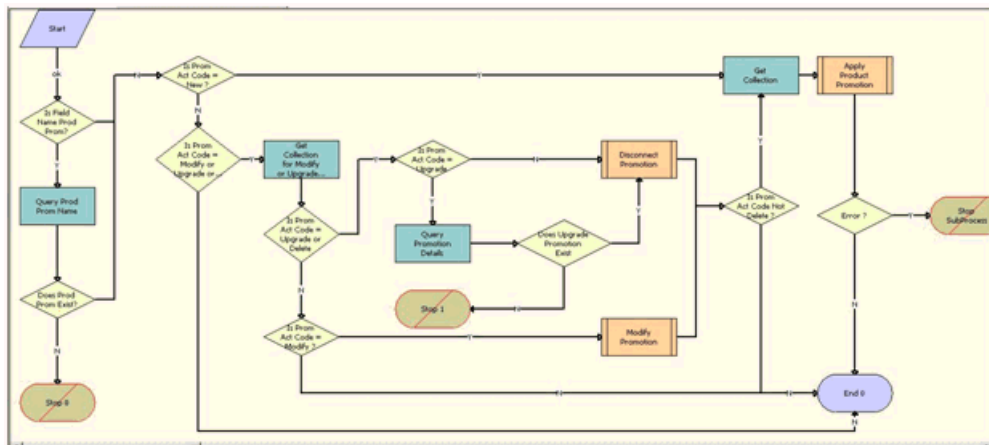 Start
ok
Is Field
Name Prod
Prom?
Y
Query Prod
Prom Name
Does Prod
Prom Exist?
N
Stop 0
N
Is Prom
Act Code =
New ?
Y
N
Is Prom
Act Code =
Modify or
Upgrade or...
Y
Get
Collection
for Modify
or Upgrade...
Is Prom
Act Code =
Upgrade or
Delete
Y
N
Is Prom
Act Code =
Modify ?
Y
N
Is Prom
Act Code =
Upgrade
N
Y
Query
Promotion
Details
Does Upgrade
Promotion
Exist
Y
N
Stop 1
Disconnect
Promotion
Modify
Promotion
Is Prom
Act Code Not
Delete ?
Y
N
Get
Collection
Apply
Product
Promotion
Error ?
Y
Stop
SubProcess
N
End 0
N